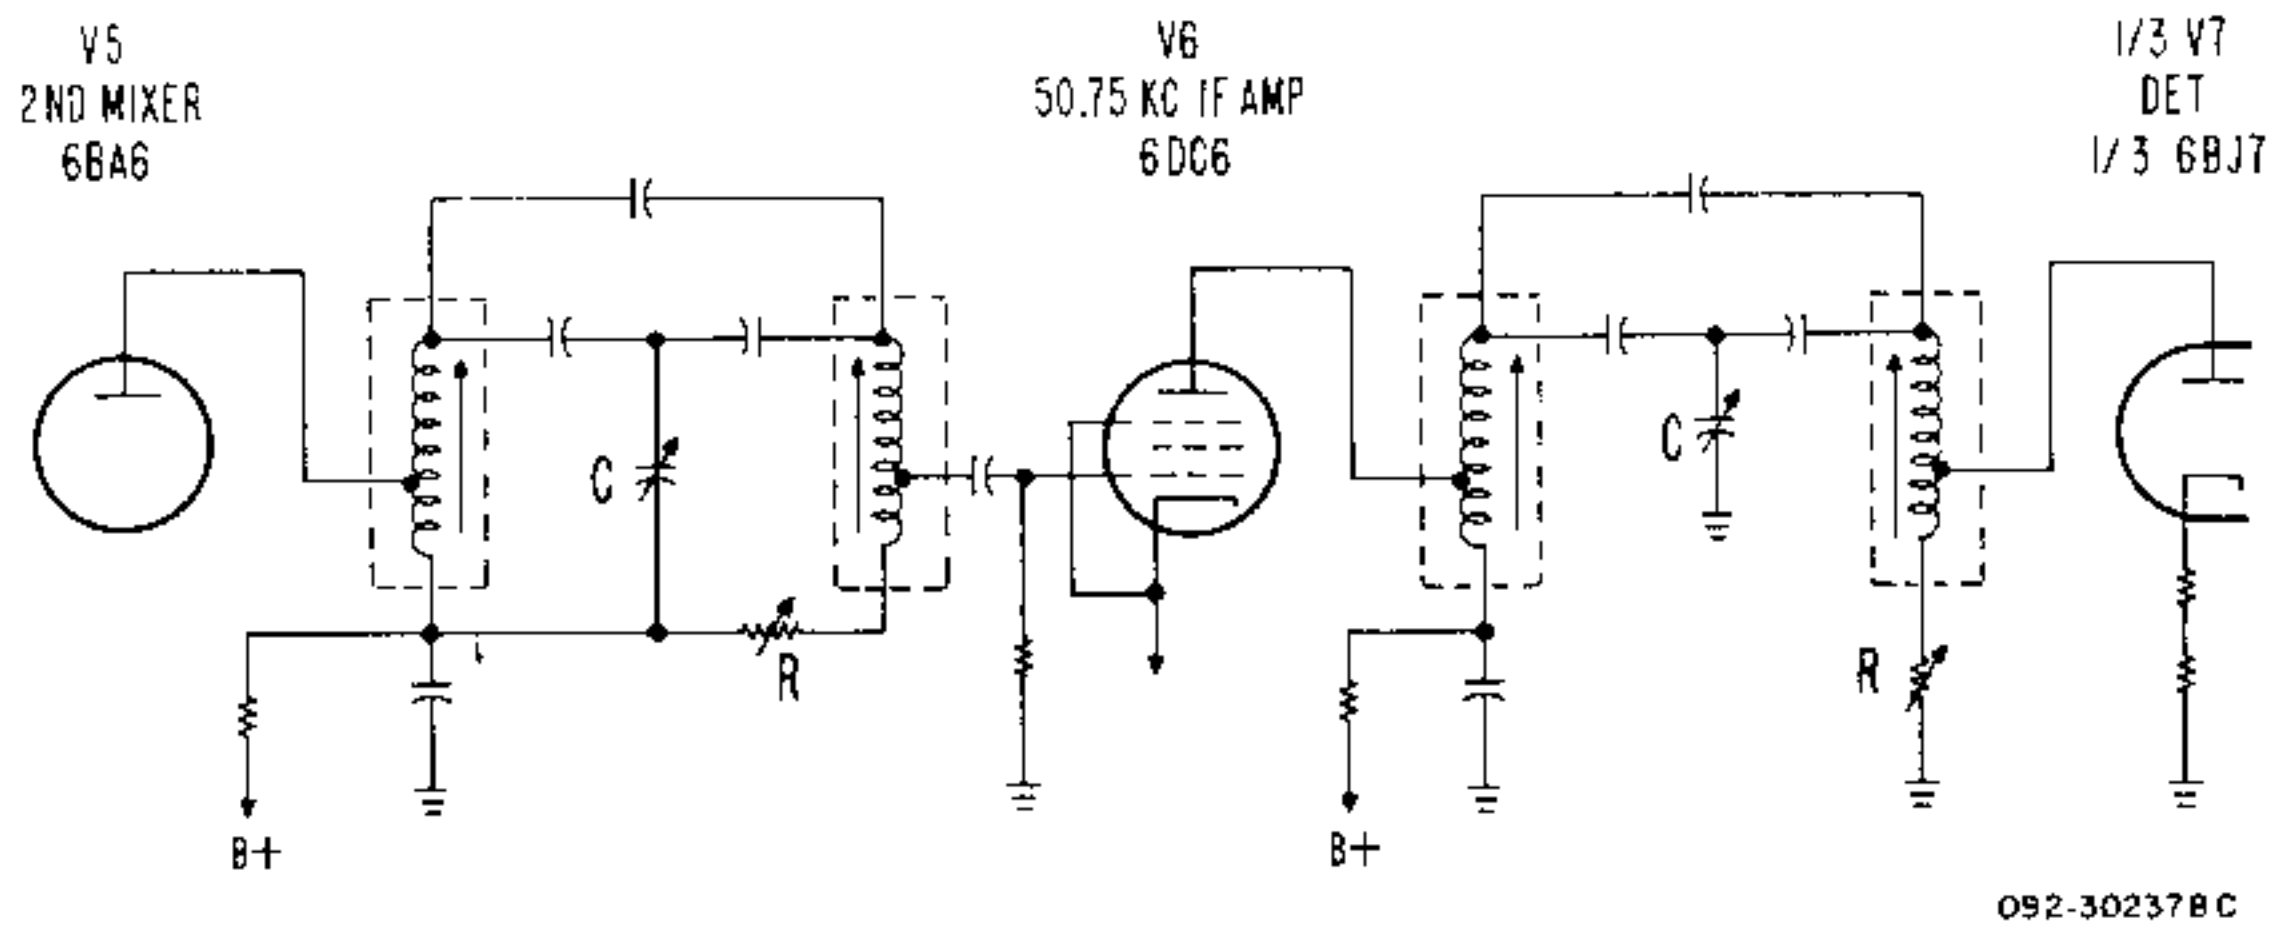 V5
2ND MIXER
6BA6
V6
50.75 KC IF AMP
6DC6
1/3 V7
DET
1/3 6BJ7
C
C
R
R
B+
B+
092-30237B C